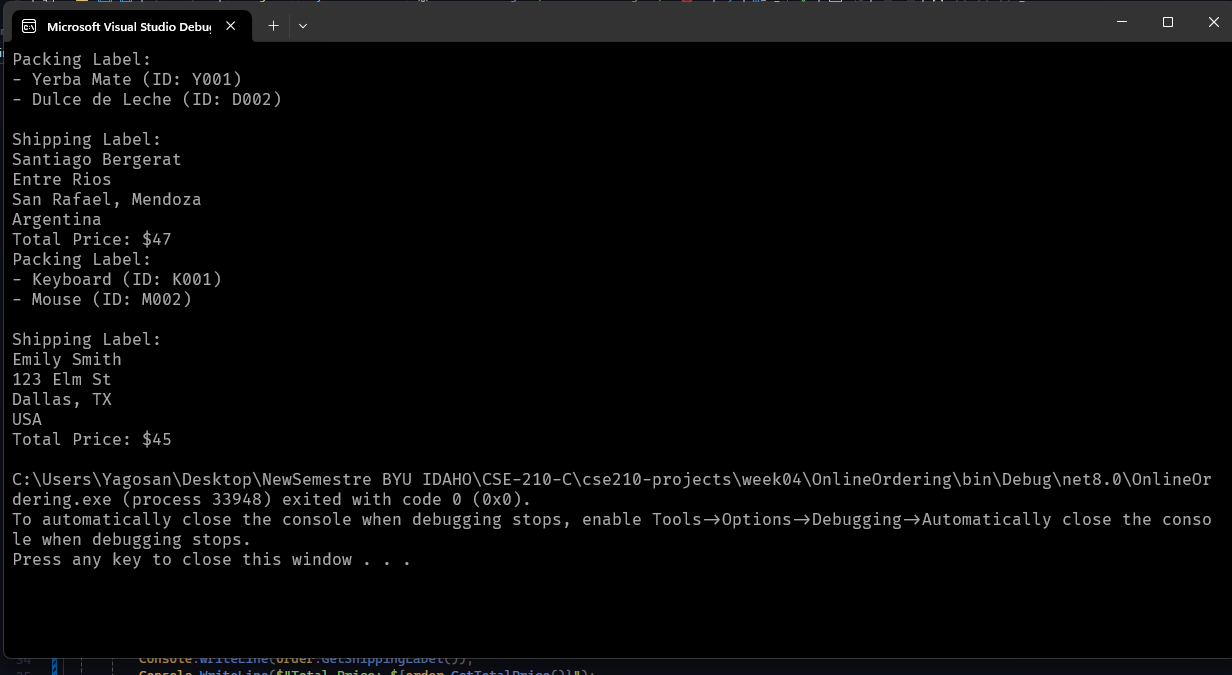 Microsoft Visual Studio Debug
Packing Label:
- Yerba Mate (ID: Y001)
- Dulce de Leche (ID: D002)
Shipping Label:
Santiago Bergerat
Entre Rios
San Rafael, Mendoza
Argentina
Total Price: $47
Packing Label:
- Keyboard (ID: K001)
- Mouse (ID: M002)
Shipping Label:
Emily Smith
123 Elm St
Dallas, TX
USA
Total Price: $45
C:\Users\Yagosan\Desktop\NewSemestre BYU IDAHO\CSE-210-C\cse210-projects\week04\OnlineOrdering\bin\Debug\net8.0\OnlineOr
dering.exe (process 33948) exited with code 0 (0x0).
To automatically close the console when debugging stops, enable Tools->Options->Debugging->Automatically close the conso
le when debugging stops.
Press any key to close this window . . .
Console.WriteLine(order.GetShippingLabel());
Console.WriteLine($"Total Price: ${order.GetTotalPrice()}");